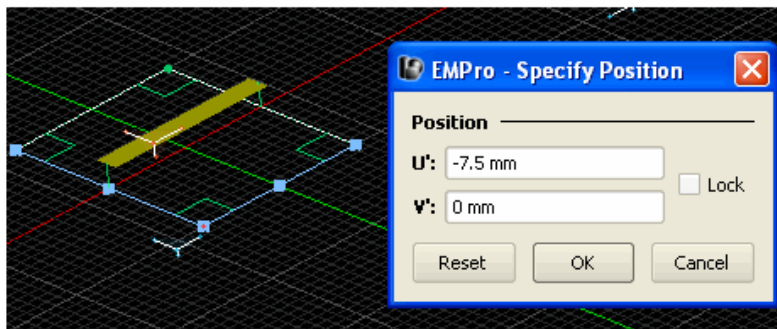 EMPro - Specify Position
Position
U': -7.5 mm
V': 0 mm
Lock
Reset OK Cancel